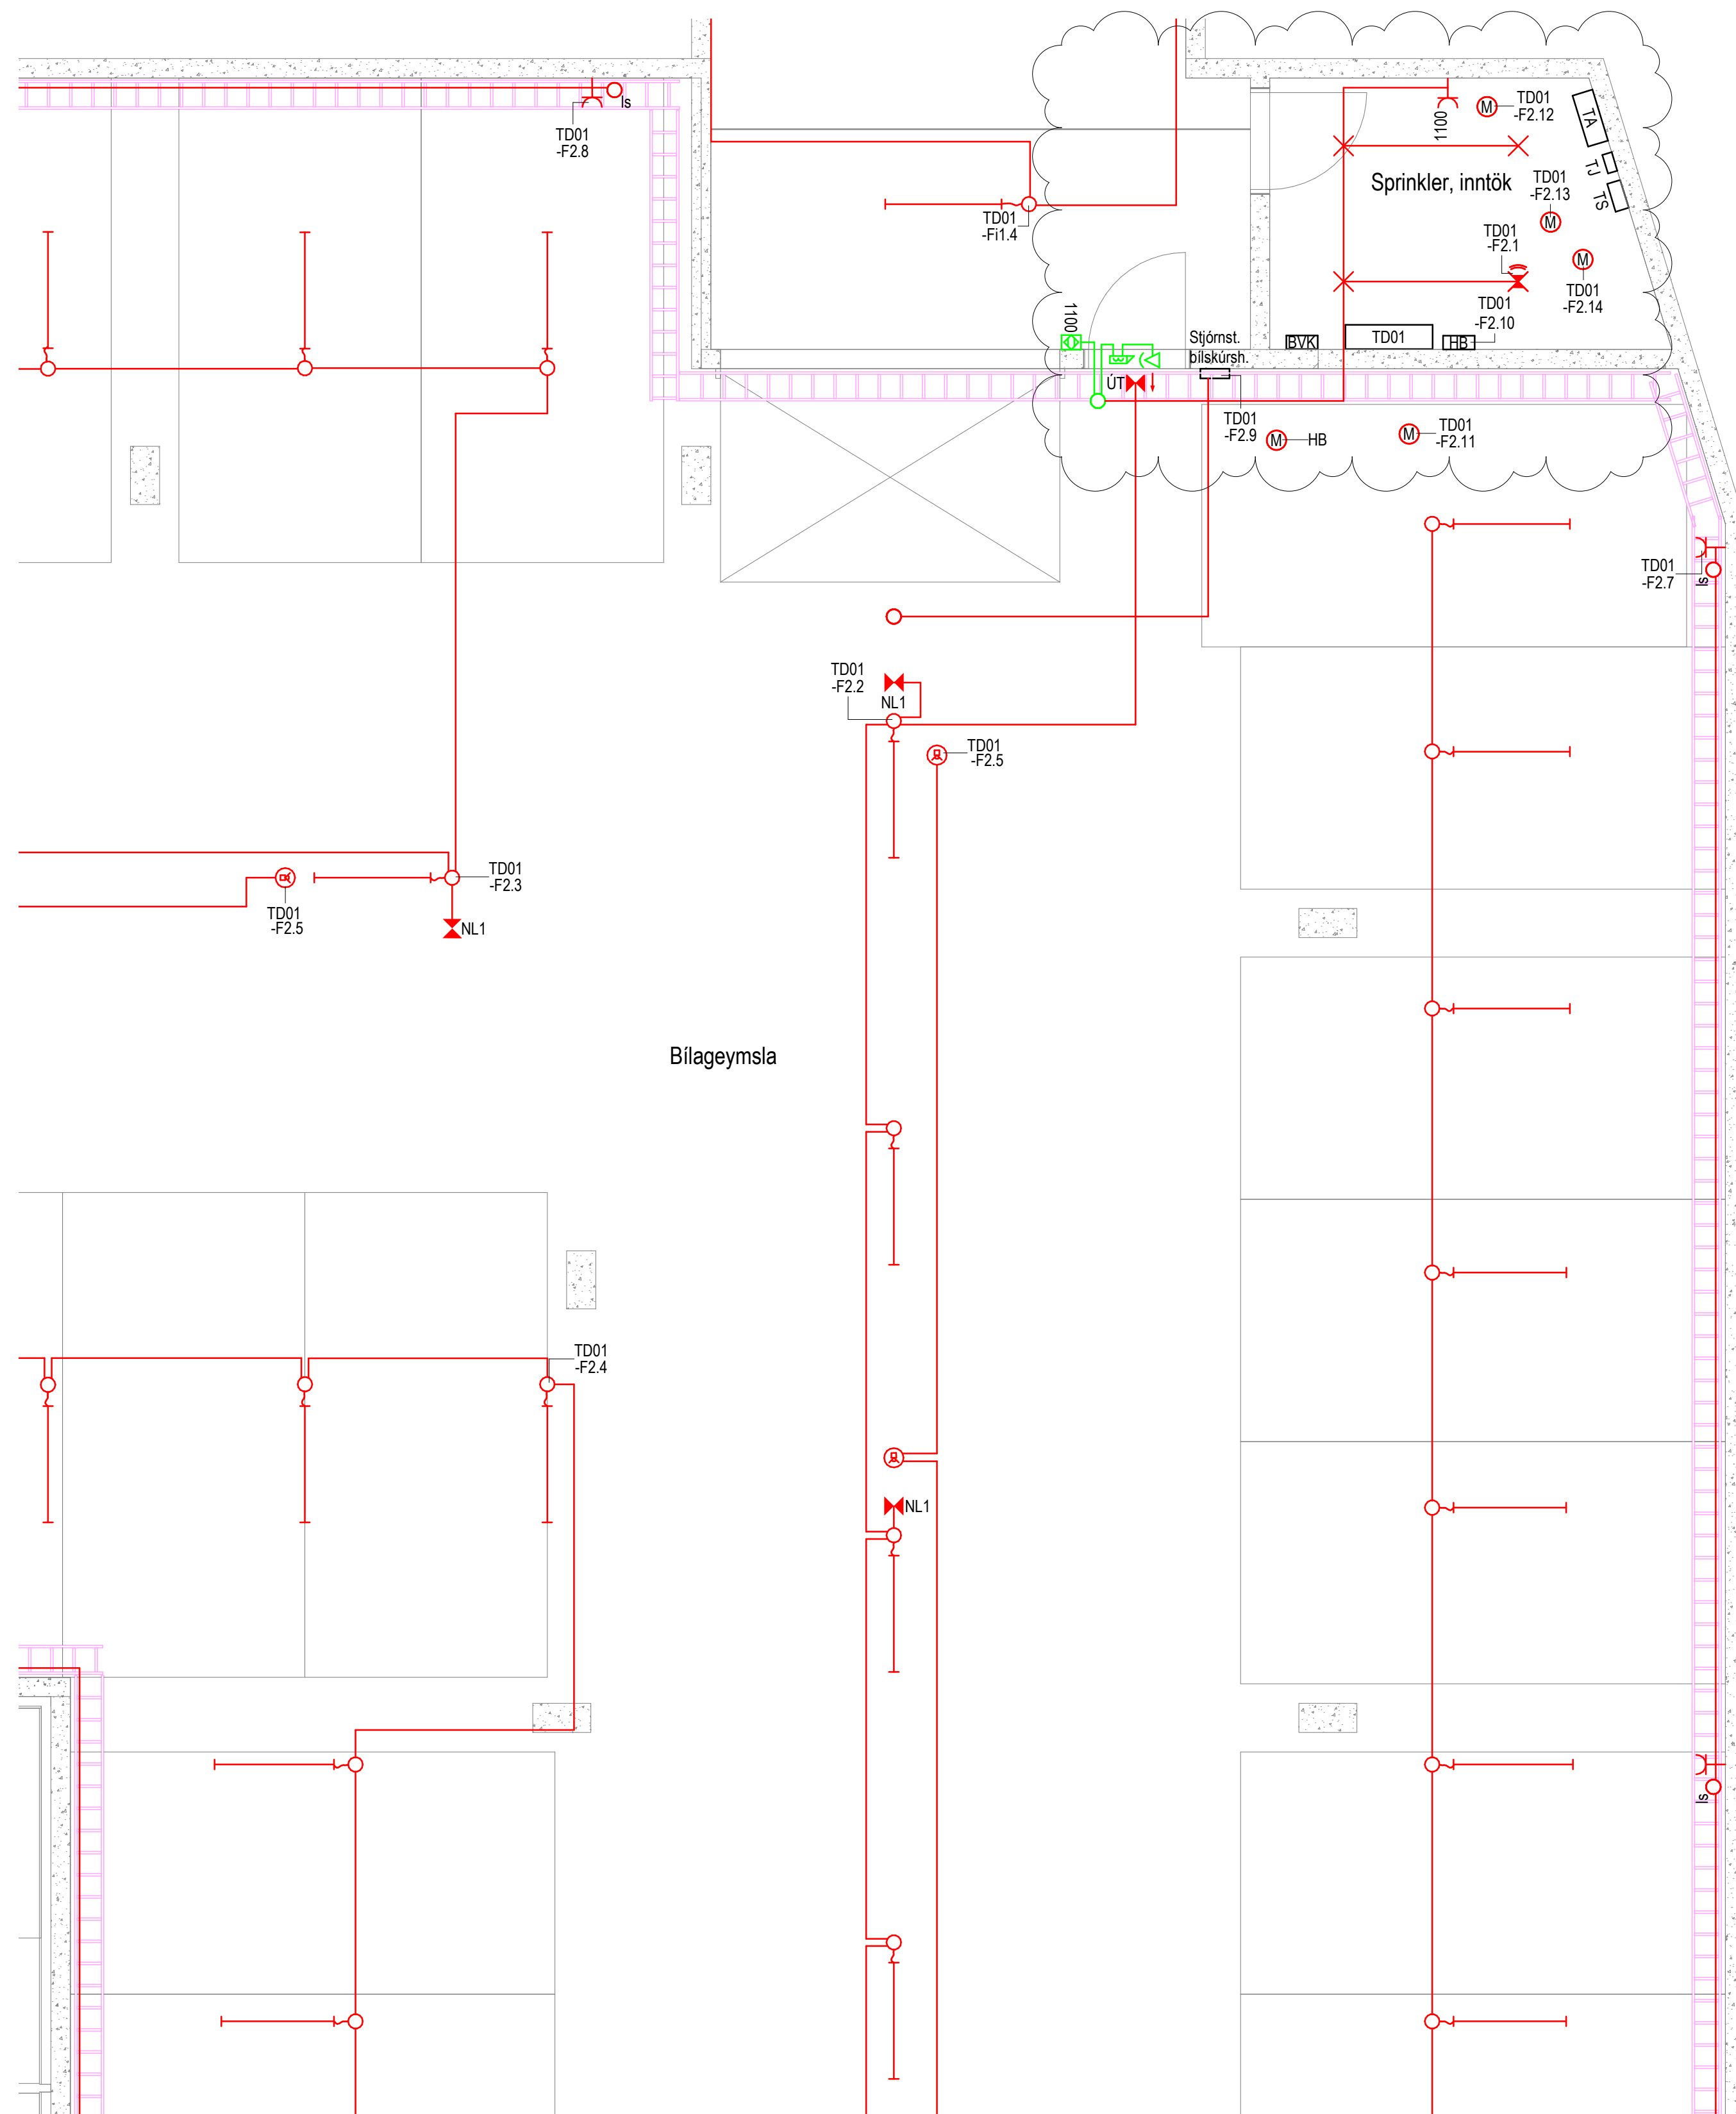 ls
TD01
-F2.8
TD01
-Fi1.4
1100
TD01
-F2.12
TA
TJ
TS
Sprinkler, inntök
TD01
-F2.13
M
M
M
TD01
-F2.1
TD01
-F2.14
TD01
-F2.10
1100
Stjórnst.
bílskúrsh.
BVK
TD01
HB
ÚT
TD01
-F2.9
M
HB
M
TD01
-F2.11
TD01
-F2.7
ls
TD01
-F2.2
NL1
TD01
-F2.5
TD01
-F2.3
TD01
-F2.5
NL1
Bílageymsla
TD01
-F2.4
NL1
ls